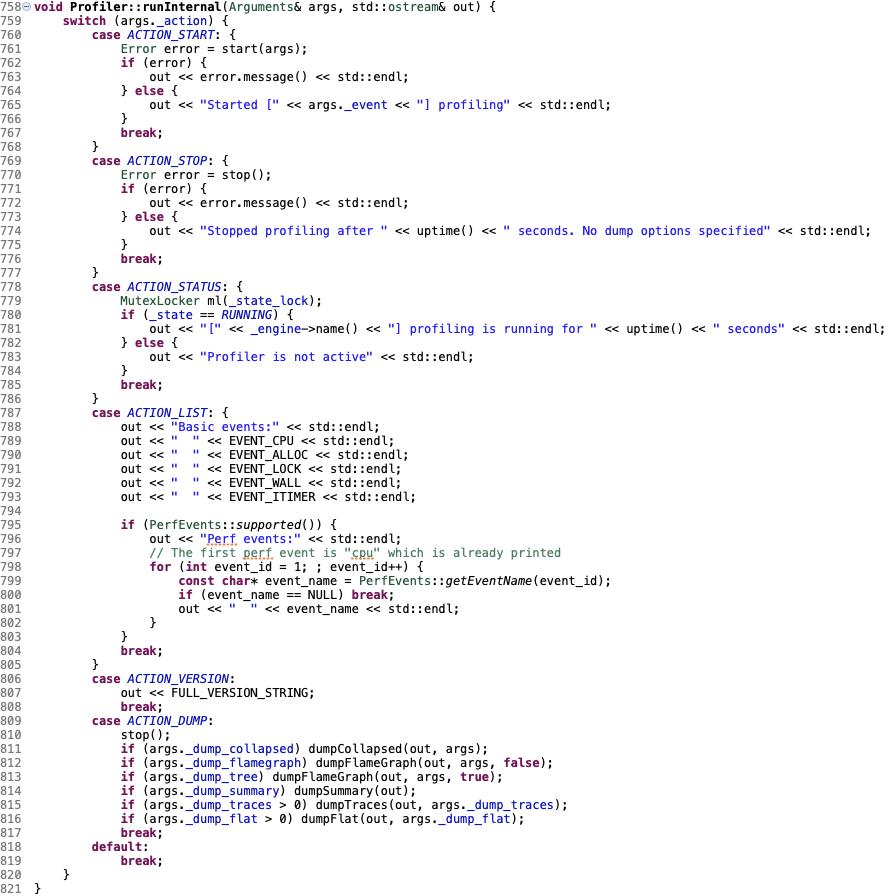 758 void Profiler::runInternal(Arguments& args, std::ostream& out) {
759     switch (args._action) {
760         case ACTION_START: {
761             Error error = start(args);
762             if (error) {
763                 out << error.message() << std::endl;
764             } else {
765                 out << "Started [" << args._event << "] profiling" << std::endl;
766             }
767             break;
768         }
769         case ACTION_STOP: {
770             Error error = stop();
771             if (error) {
772                 out << error.message() << std::endl;
773             } else {
774                 out << "Stopped profiling after " << uptime() << " seconds. No dump options specified" << std::endl;
775             }
776             break;
777         }
778         case ACTION_STATUS: {
779             MutexLocker ml(_state_lock);
780             if (_state == RUNNING) {
781                 out << "[" << _engine->name() << "] profiling is running for " << uptime() << " seconds" << std::endl;
782             } else {
783                 out << "Profiler is not active" << std::endl;
784             }
785             break;
786         }
787         case ACTION_LIST: {
788             out << "Basic events:" << std::endl;
789             out << "  " << EVENT_CPU << std::endl;
790             out << "  " << EVENT_ALLOC << std::endl;
791             out << "  " << EVENT_LOCK << std::endl;
792             out << "  " << EVENT_WALL << std::endl;
793             out << "  " << EVENT_ITIMER << std::endl;
794
795             if (PerfEvents::supported()) {
796                 out << "Perf events:" << std::endl;
797                 // The first perf event is "cpu" which is already printed
798                 for (int event_id = 1; ; event_id++) {
799                     const char* event_name = PerfEvents::getEventName(event_id);
800                     if (event_name == NULL) break;
801                     out << "  " << event_name << std::endl;
802                 }
803             }
804             break;
805         }
806         case ACTION_VERSION:
807             out << FULL_VERSION_STRING;
808             break;
809         case ACTION_DUMP:
810             stop();
811             if (args._dump_collapsed) dumpCollapsed(out, args);
812             if (args._dump_flamegraph) dumpFlameGraph(out, args, false);
813             if (args._dump_tree) dumpFlameGraph(out, args, true);
814             if (args._dump_summary) dumpSummary(out);
815             if (args._dump_traces > 0) dumpTraces(out, args._dump_traces);
816             if (args._dump_flat > 0) dumpFlat(out, args._dump_flat);
817             break;
818         default:
819             break;
820     }
821 }